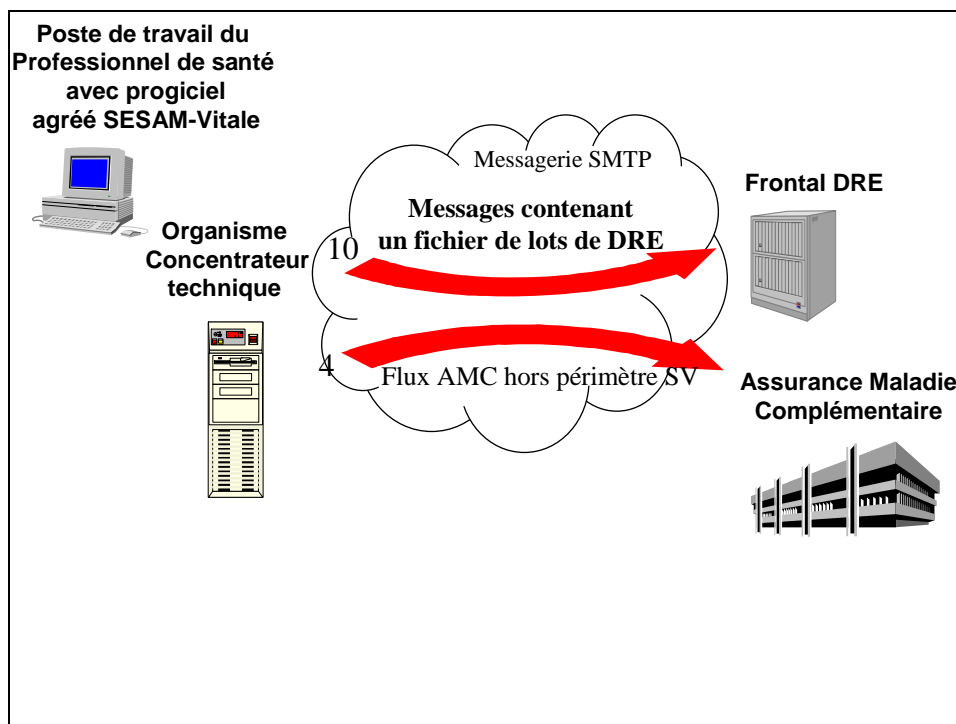 Poste de travail du
Professionnel de santé
avec progiciel
agréé SESAM-Vitale
Organisme
Concentrateur
technique
Messagerie SMTP
Messages contenant
un fichier de lots de DRE
10
4
Flux AMC hors périmètre SV
Frontal DRE
Assurance Maladie
Complémentaire